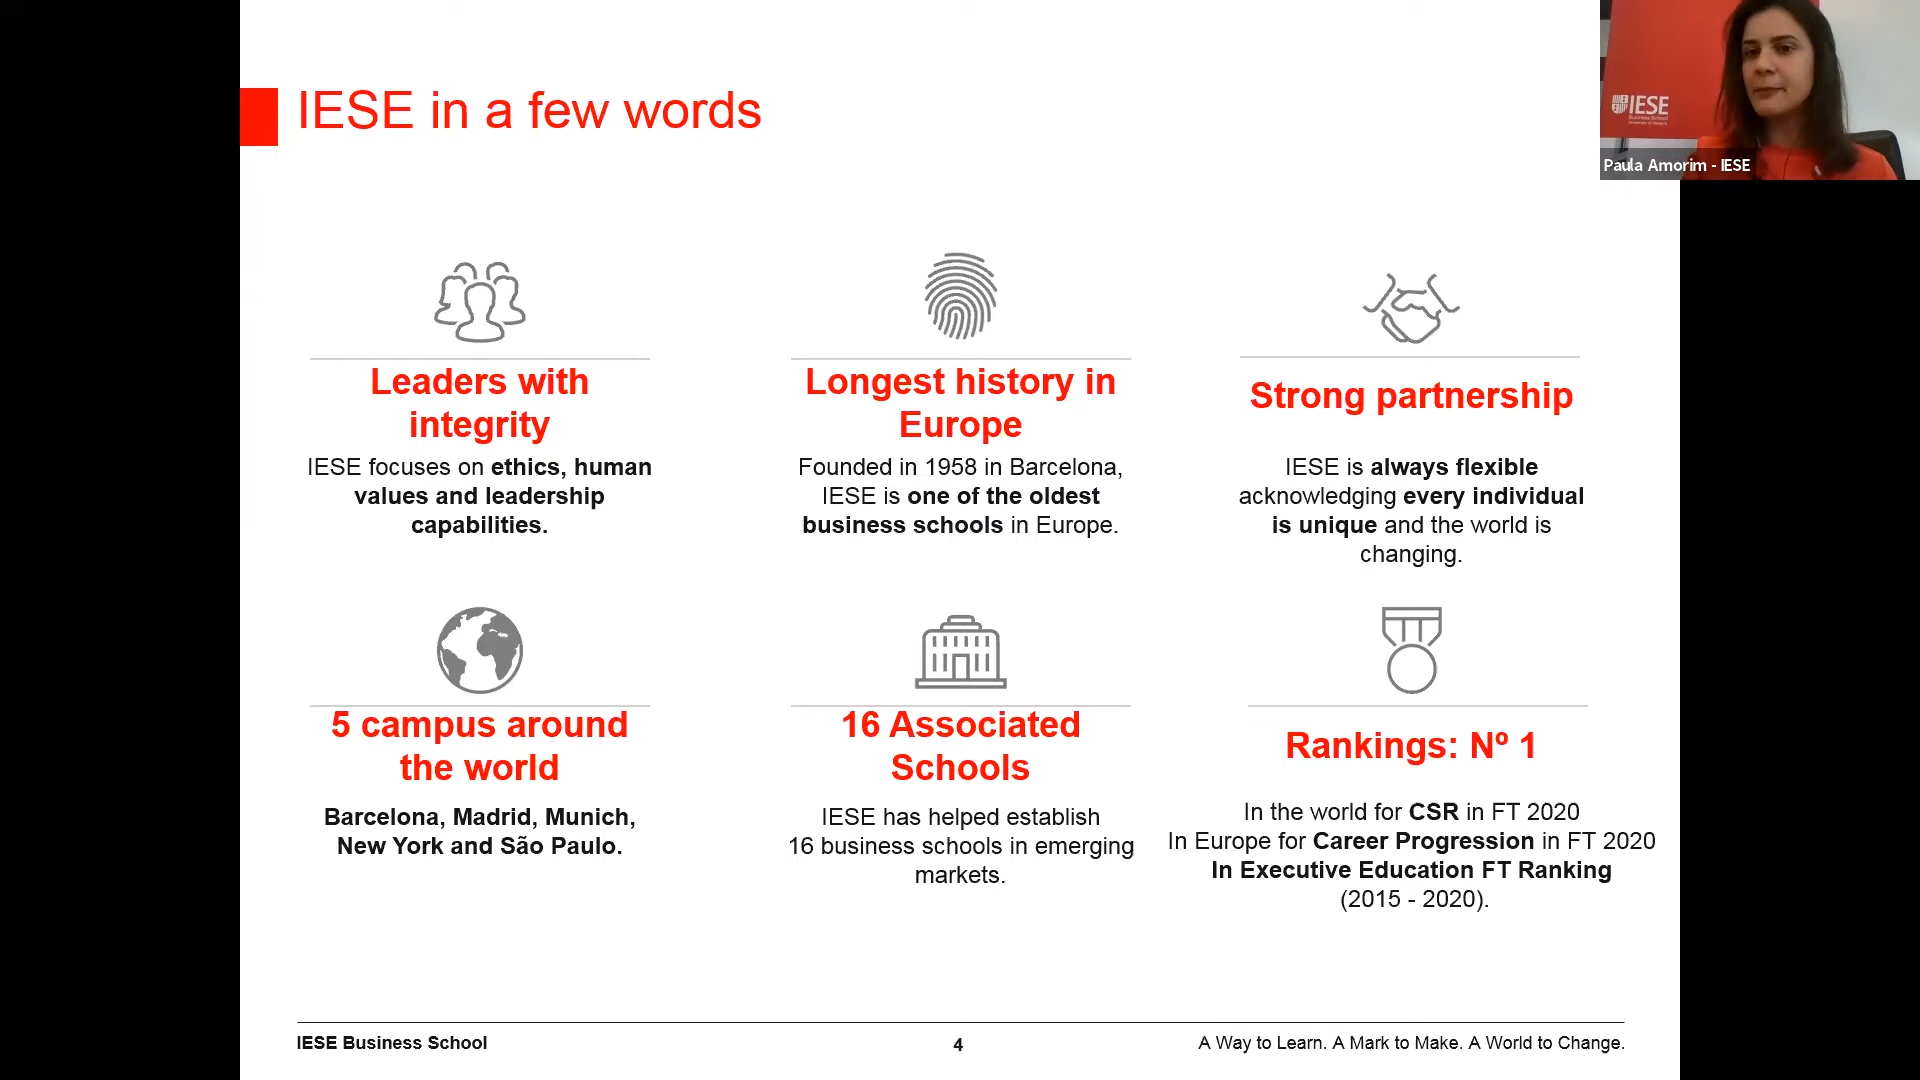 IESE in a few words
IESE
Business School
Paula Amorim - IESE
Leaders with
integrity
IESE focuses on ethics, human
values and leadership
capabilities.
Longest history in
Europe
Founded in 1958 in Barcelona,
IESE is one of the oldest
business schools in Europe.
Strong partnership
IESE is always flexible
acknowledging every individual
is unique and the world is
changing.
5 campus around
the world
Barcelona, Madrid, Munich,
New York and São Paulo.
16 Associated
Schools
IESE has helped establish
16 business schools in emerging
markets.
Rankings: Nº 1
In the world for CSR in FT 2020
In Europe for Career Progression in FT 2020
In Executive Education FT Ranking
(2015 - 2020).
IESE Business School
4
A Way to Learn. A Mark to Make. A World to Change.